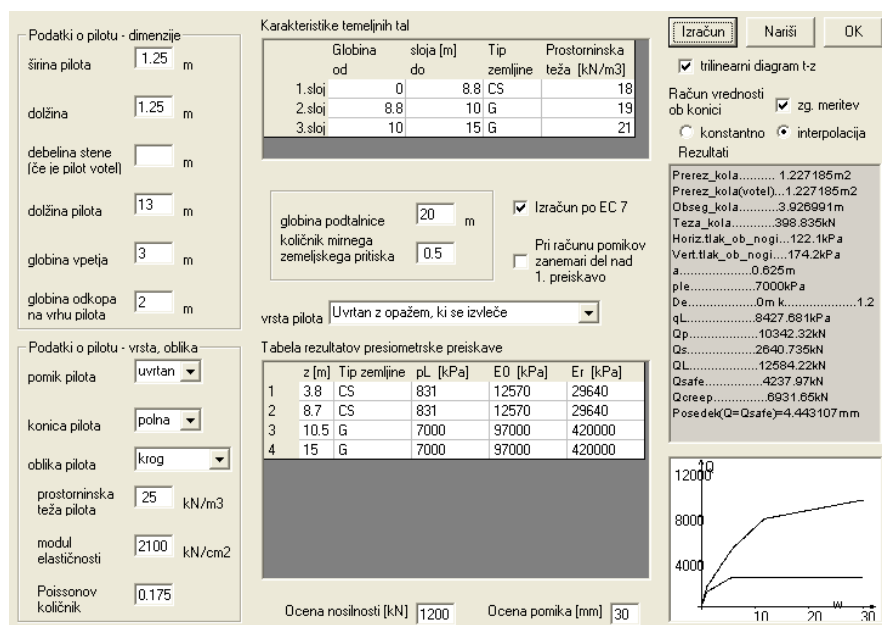 Podatki o pilotu - dimenzije
širina pilota 1.25 m
dolžina 1.25 m
debelina stene
(če je pilot votel) m
dolžina pilota 13 m
globina vpetja 3 m
globina odkopa
na vrhu pilota 2 m
Podatki o pilotu - vrsta, oblika
pomik pilota uvrtan
konica pilota polna
oblika pilota krog
prostorninska
teža pilota 25 kN/m3
modul
elastičnosti 2100 kN/cm2
Poissonov
količnik 0.175
Karakteristike temeljnih tal
Globina sloja [m] Tip Prostorninska
od do zemljine teža [kN/m3]
1.sloj 0 8.8 CS 18
2.sloj 8.8 10 G 19
3.sloj 10 15 G 21
globina podtalnice 20 m
količnik mirnega
zemeljskega pritiska 0.5
Izračun po EC 7
Pri računu pomikov
zanemari del nad
1. preiskavo
vrsta pilota Uvrtan z opažem, ki se izvleče
Tabela rezultatov presiometrske preiskave
z [m] Tip zemljine pL [kPa] E0 [kPa] Er [kPa]
1 3.8 CS 831 12570 29640
2 8.7 CS 831 12570 29640
3 10.5 G 7000 97000 420000
4 15 G 7000 97000 420000
Ocena nosilnosti [kN] 1200 Ocena pomika [mm] 30
Izračun Nariši OK
trilinearni diagram t-z
Račun vrednosti
ob konici zg. meritev
konstantno interpolacija
Rezultati
Prerez_kola.......... 1.227185m2
Prerez_kola(votel)...1.227185m2
Obseg_kola...........3.926991m
Teza_kola............398.835kN
Horiz.tlak_ob_nogi...122.1kPa
Vert.tlak_ob_nogi....174.2kPa
a................0.625m
ple..............7000kPa
De...............0m k................1.2
qL...............8427.681kPa
Qp...............10342.32kN
Qs...............2640.735kN
QL...............12584.22kN
Qsafe............4237.97kN
Qcreep...........6931.65kN
Posedek(Q=Qsafe)=4.443107mm
Q
12000
8000
4000
w
10 20 30